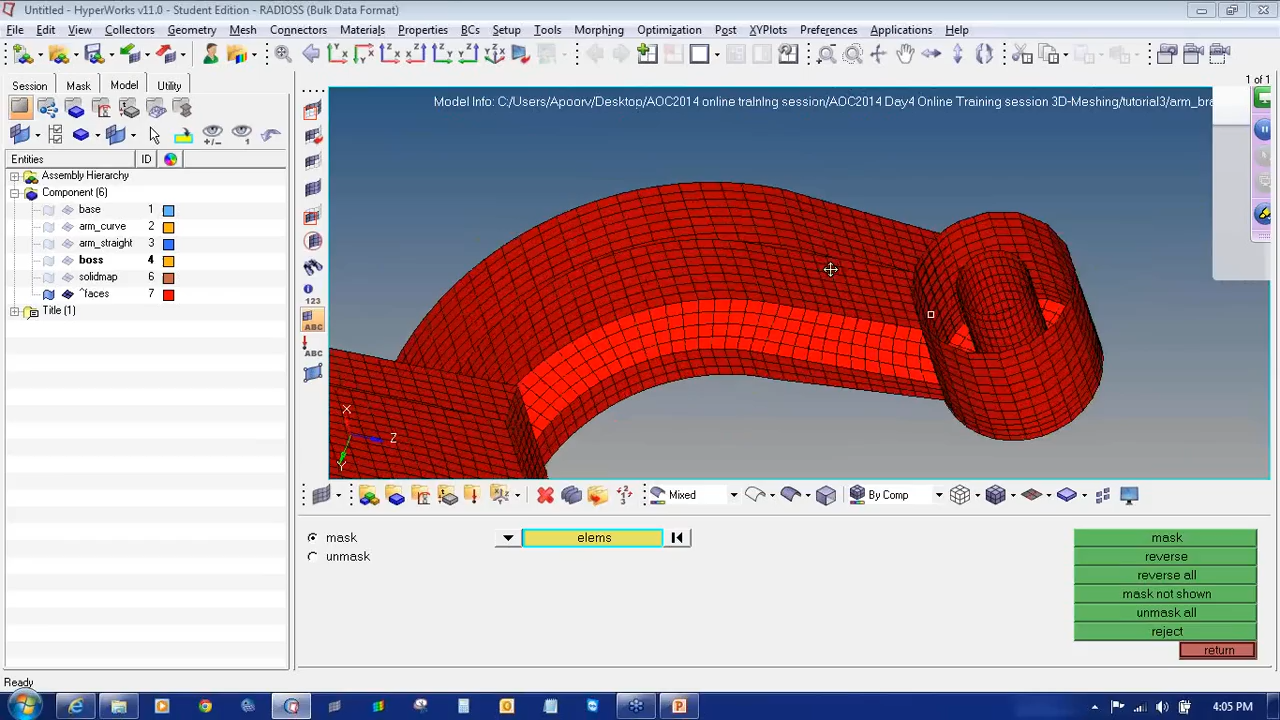 Untitled - HyperWorks v11.0 - Student Edition - RADIOSS (Bulk Data Format)
File Edit View Collectors Geometry Mesh Connectors Materials Properties BCs Setup Tools Morphing Optimization Post XYPlots Preferences Applications Help
Session Mask Model Utility
1 of 1
Model Info: C:/Users/Apoorv/Desktop/AOC2014 online training session/AOC2014 Day4 Online Training session 3D-Meshing/tutorial3/arm_bra
Entities ID
Assembly Hierarchy
Component (6)
base 1
arm_curve 2
arm_straight 3
boss 4
solidmap 6
^faces 7
Title (1)
123
ABC
ABC
X
Z
Y
Mixed
By Comp
mask
unmask
elems
mask
reverse
reverse all
mask not shown
unmask all
reject
return
Ready
4:05 PM